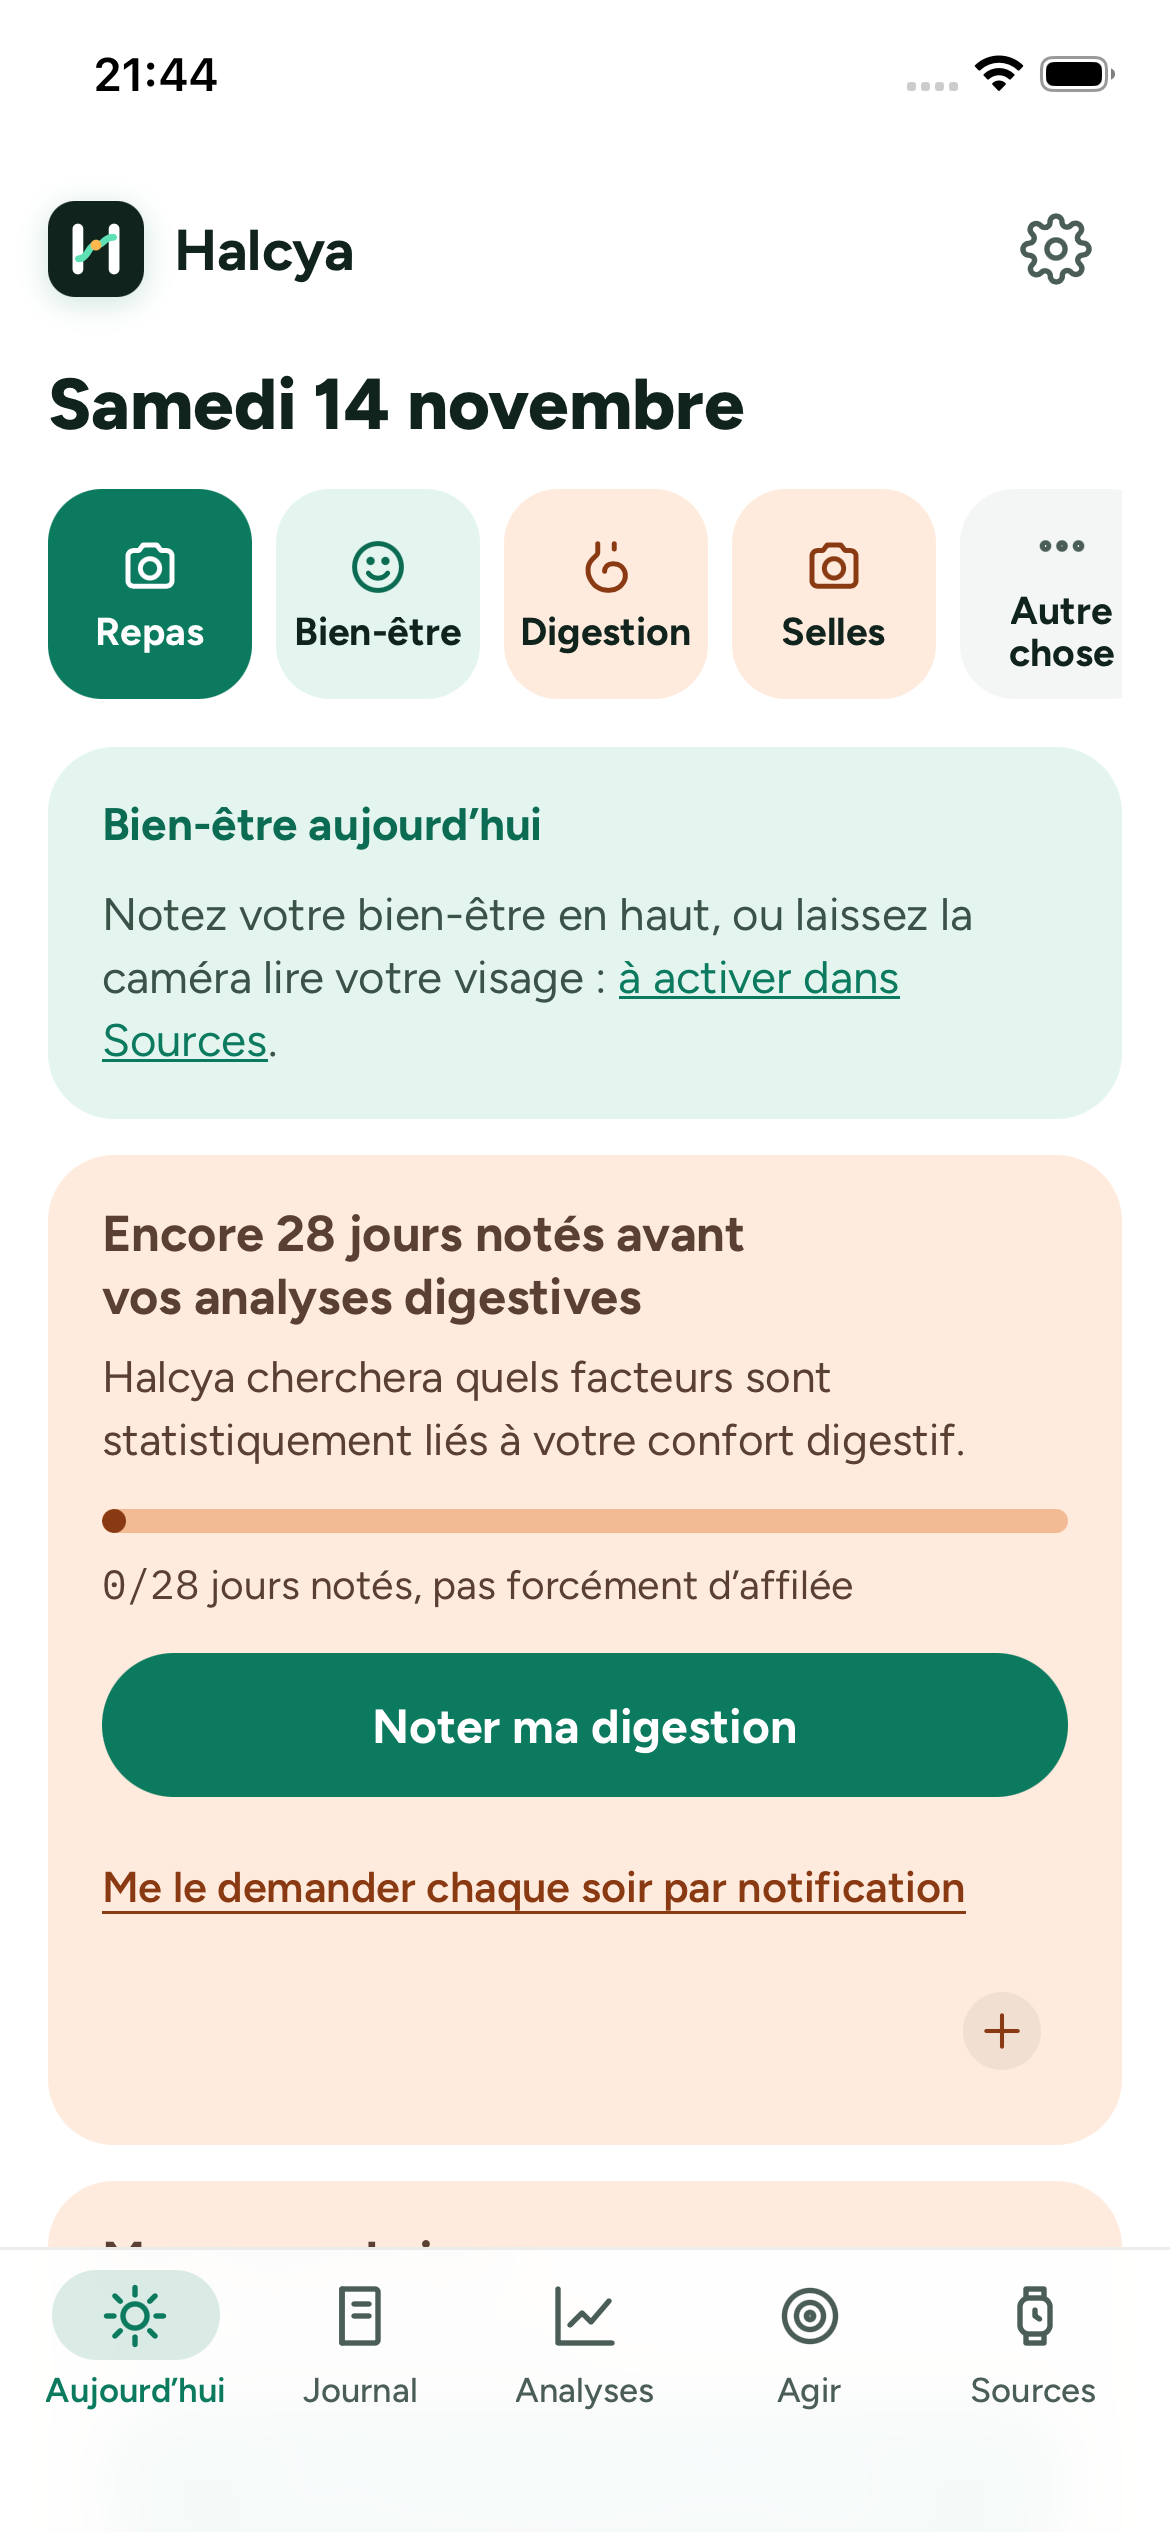 21:44
Halcya
Samedi 14 novembre
Repas
Bien-être
Digestion
Selles
Autre
chose
Bien-être aujourd’hui
Notez votre bien-être en haut, ou laissez la
caméra lire votre visage : à activer dans
Sources.
Encore 28 jours notés avant
vos analyses digestives
Halcya cherchera quels facteurs sont
statistiquement liés à votre confort digestif.
0/28 jours notés, pas forcément d’affilée
Noter ma digestion
Me le demander chaque soir par notification
Aujourd’hui
Journal
Analyses
Agir
Sources